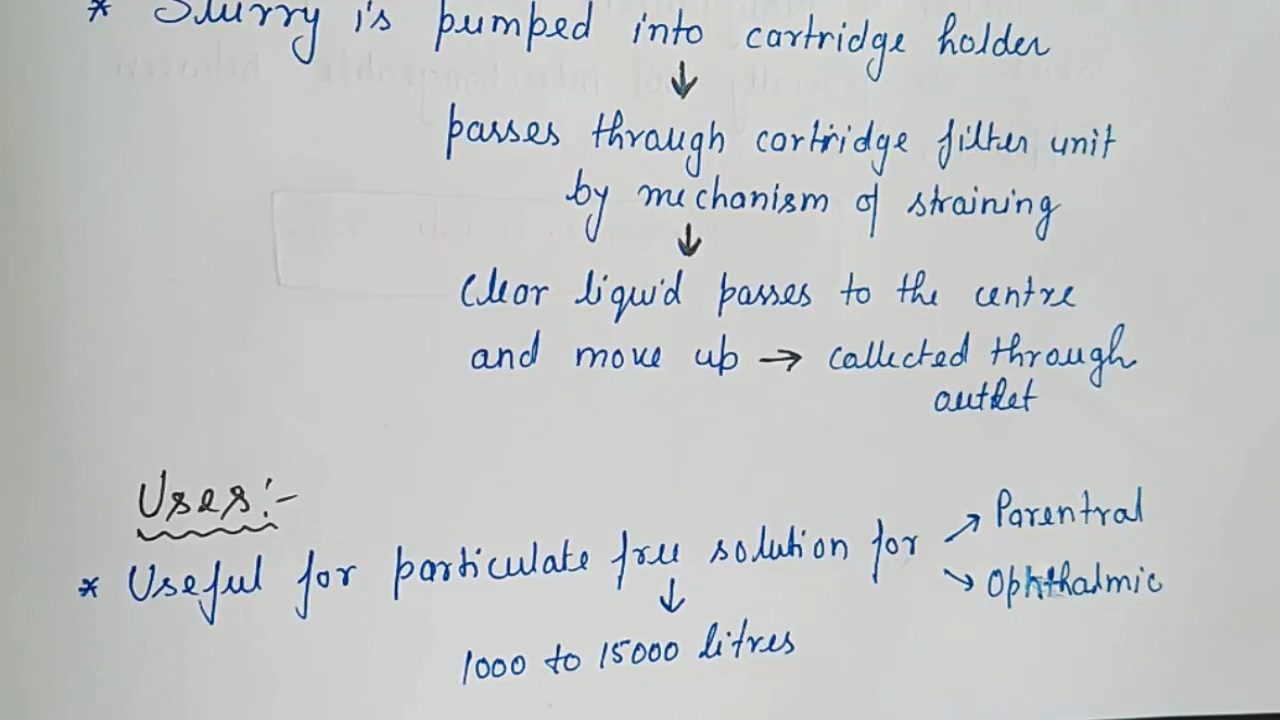 * Slurry is pumped into cartridge holder
↓
passes through cartridge filter unit
by mechanism of straining
↓
Clear liquid passes to the centre
and move up → collected through
outlet
Uses:-
* Useful for particulate free solution for ↗ Parentral
↘ Ophthalmic
↓
1000 to 15000 litres